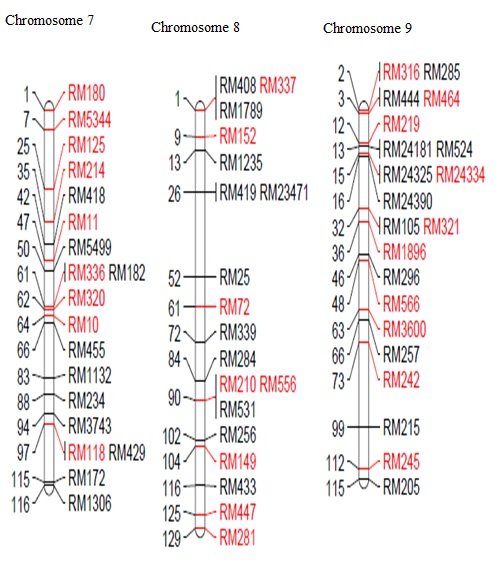 Chromosome 7
1 RM180
7 RM5344
25 RM125
35 RM214
42 RM418
47 RM11
50 RM5499
61 RM336 RM182
62 RM320
64 RM10
66 RM455
83 RM1132
88 RM234
94 RM3743
97 RM118 RM429
115 RM172
116 RM1306
Chromosome 8
RM408 RM337
1
RM1789
9 RM152
13 RM1235
26 RM419 RM23471
52 RM25
61 RM72
72 RM339
84 RM284
RM210 RM556
90
RM531
102 RM256
104 RM149
116 RM433
125 RM447
129 RM281
Chromosome 9
2 RM316 RM285
3 RM444 RM464
12 RM219
13 RM24181 RM524
15 RM24325 RM24334
16 RM24390
32 RM105 RM321
36 RM1896
46 RM296
48 RM566
63 RM3600
66 RM257
73 RM242
99 RM215
112 RM245
115 RM205